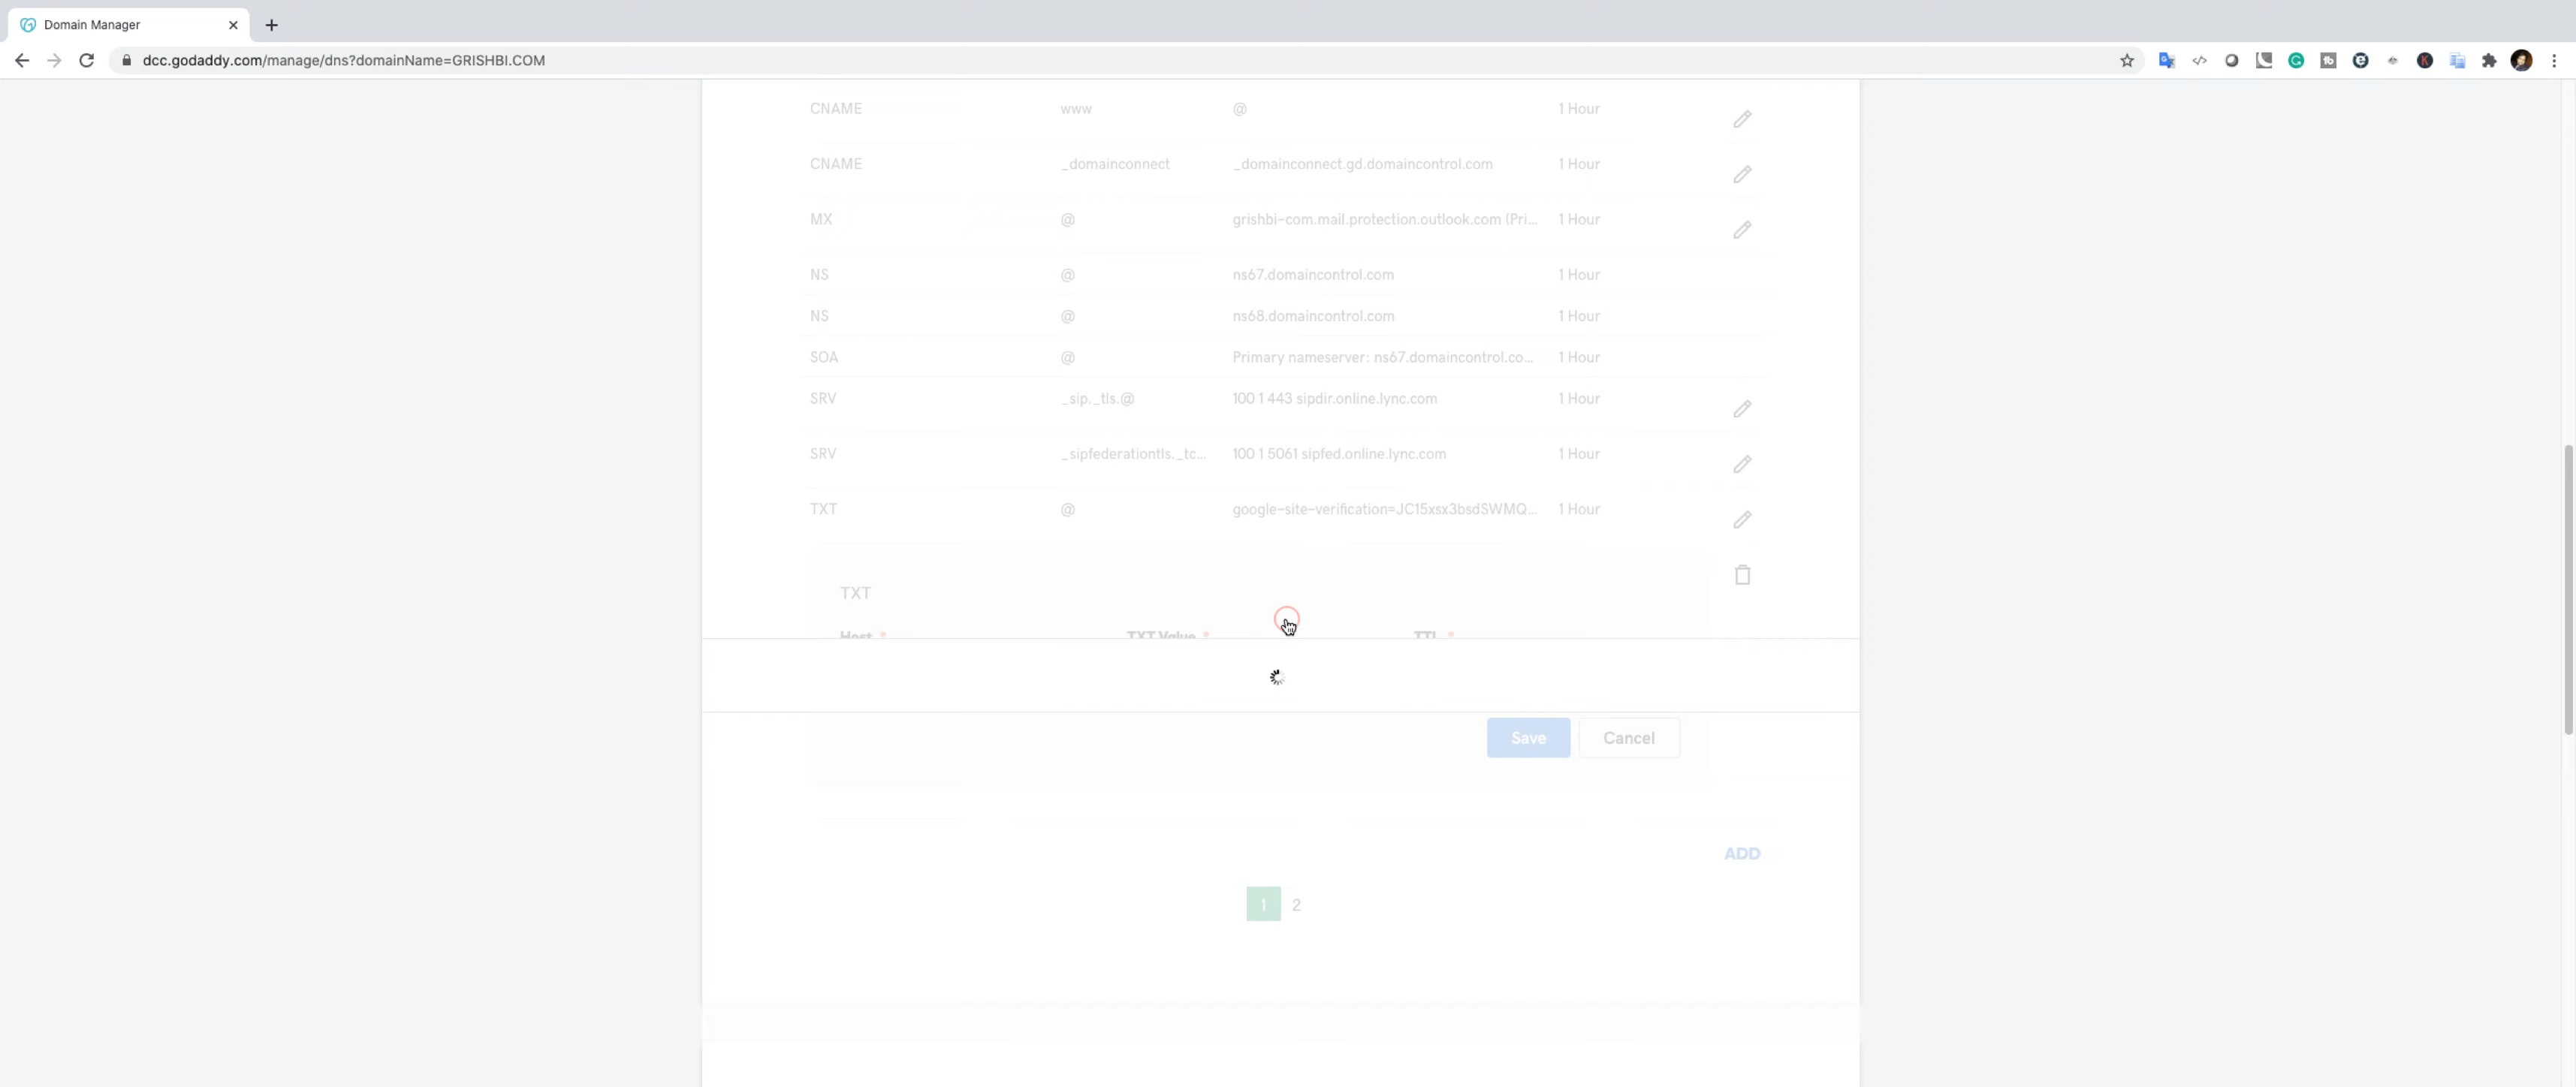 Domain Manager
dcc.godaddy.com/manage/dns?domainName=GRISHBI.COM
CNAME www @ 1 Hour
CNAME _domainconnect _domainconnect.gd.domaincontrol.com 1 Hour
MX @ grishbi-com.mail.protection.outlook.com (Pri... 1 Hour
NS @ ns67.domaincontrol.com 1 Hour
NS @ ns68.domaincontrol.com 1 Hour
SOA @ Primary nameserver: ns67.domaincontrol.co... 1 Hour
SRV _sip._tls.@ 100 1 443 sipdir.online.lync.com 1 Hour
SRV _sipfederationtls._tc... 100 1 5061 sipfed.online.lync.com 1 Hour
TXT @ google-site-verification=JC15xsx3bsdSWMQ... 1 Hour
TXT
Host * TXT Value * TTL *
Save Cancel
ADD
1 2